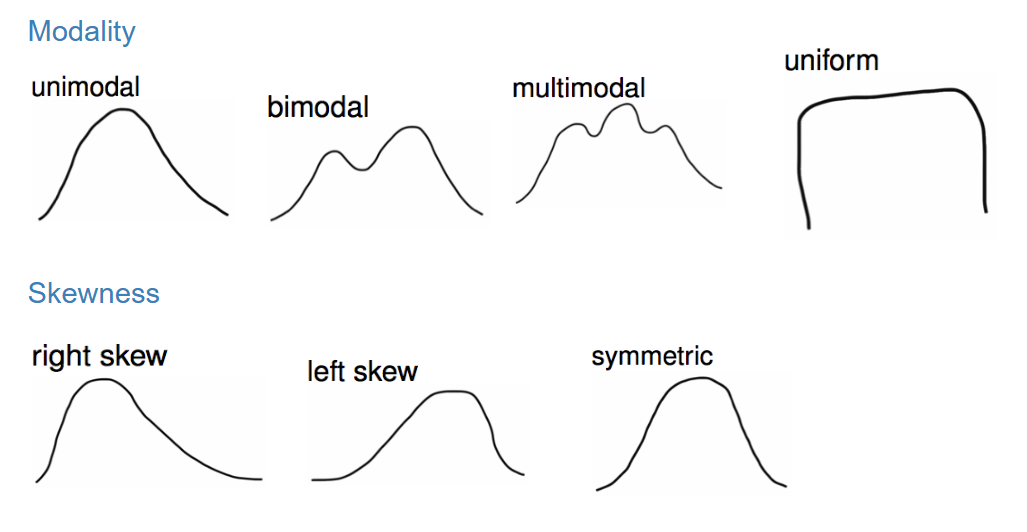 Modality
unimodal
bimodal
multimodal
uniform
Skewness
right skew
left skew
symmetric